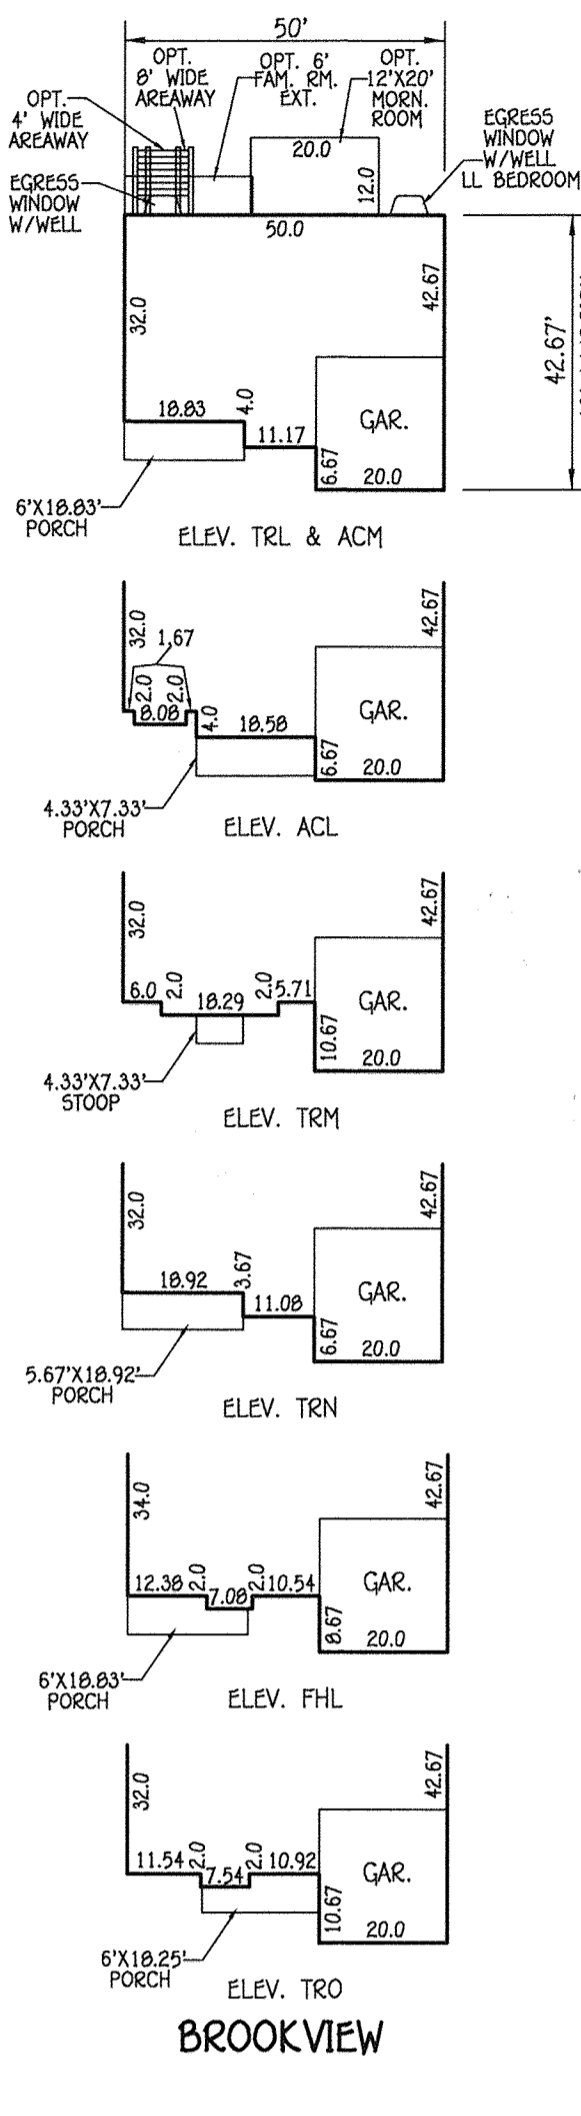 50'
OPT.
8' WIDE
AREAWAY
OPT. 6'
FAM. RM.
EXT.
OPT.
12'X20'
MORN.
ROOM
OPT.
4' WIDE
AREAWAY
EGRESS
WINDOW
W/WELL
LL BEDROOM
EGRESS
WINDOW
W/WELL
20.0
12.0
50.0
32.0
42.67
42.67'
18.83
4.0
11.17
GAR.
6.67
20.0
6'X18.83'
PORCH
ELEV. TRL & ACM
32.0
1.67
42.67
2.0
2.0
8.08
4.0
18.58
GAR.
6.67
20.0
4.33'X7.33'
PORCH
ELEV. ACL
32.0
42.67
6.0
2.0
18.29
2.0
5.71
GAR.
10.67
20.0
4.33'X7.33'
STOOP
ELEV. TRM
32.0
42.67
18.92
3.67
11.08
GAR.
6.67
20.0
5.67'X18.92'
PORCH
ELEV. TRN
34.0
42.67
12.38
2.0
7.08
2.0
10.54
GAR.
8.67
20.0
6'X18.83'
PORCH
ELEV. FHL
32.0
42.67
11.54
2.0
7.54
2.0
10.92
GAR.
10.67
20.0
6'X18.25'
PORCH
ELEV. TRO
BROOKVIEW